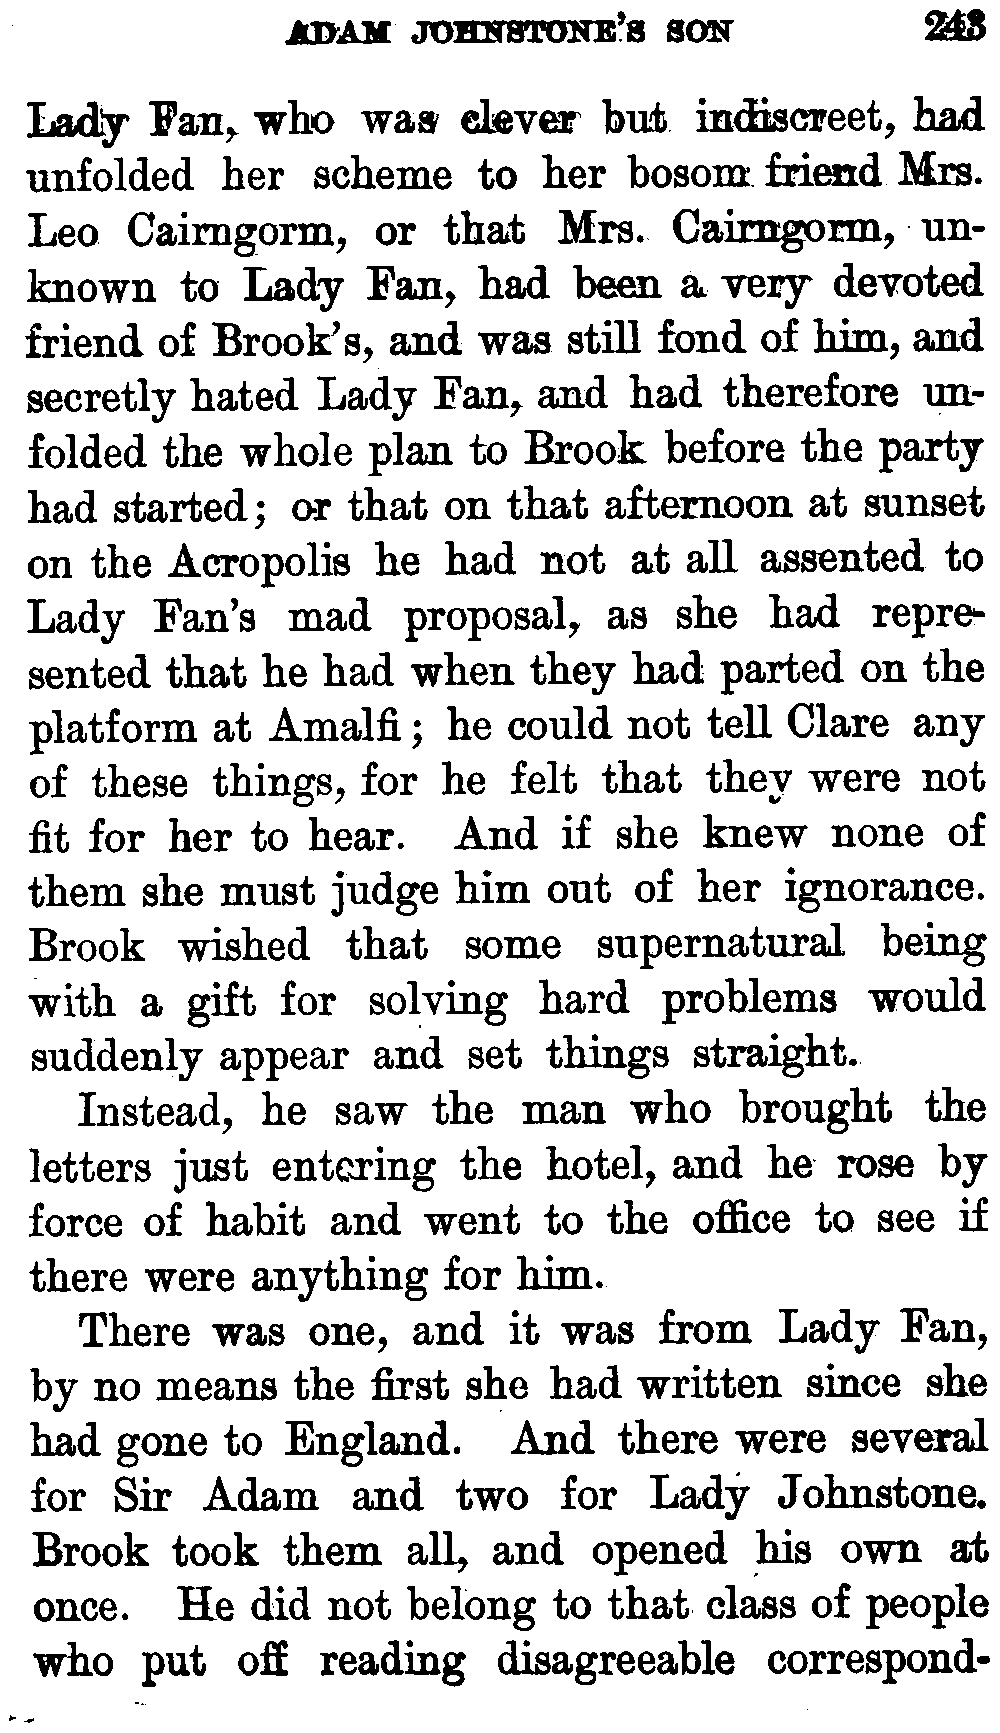 ADAM JOHNSTONE'S SON 243
Lady Fan, who was clever but indiscreet, had
unfolded her scheme to her bosom friend Mrs.
Leo Cairngorm, or that Mrs. Cairngorm, un-
known to Lady Fan, had been a very devoted
friend of Brook's, and was still fond of him, and
secretly hated Lady Fan, and had therefore un-
folded the whole plan to Brook before the party
had started; or that on that afternoon at sunset
on the Acropolis he had not at all assented to
Lady Fan's mad proposal, as she had repre-
sented that he had when they had parted on the
platform at Amalfi; he could not tell Clare any
of these things, for he felt that they were not
fit for her to hear. And if she knew none of
them she must judge him out of her ignorance.
Brook wished that some supernatural being
with a gift for solving hard problems would
suddenly appear and set things straight.
Instead, he saw the man who brought the
letters just entering the hotel, and he rose by
force of habit and went to the office to see if
there were anything for him.
There was one, and it was from Lady Fan,
by no means the first she had written since she
had gone to England. And there were several
for Sir Adam and two for Lady Johnstone.
Brook took them all, and opened his own at
once. He did not belong to that class of people
who put off reading disagreeable correspond-